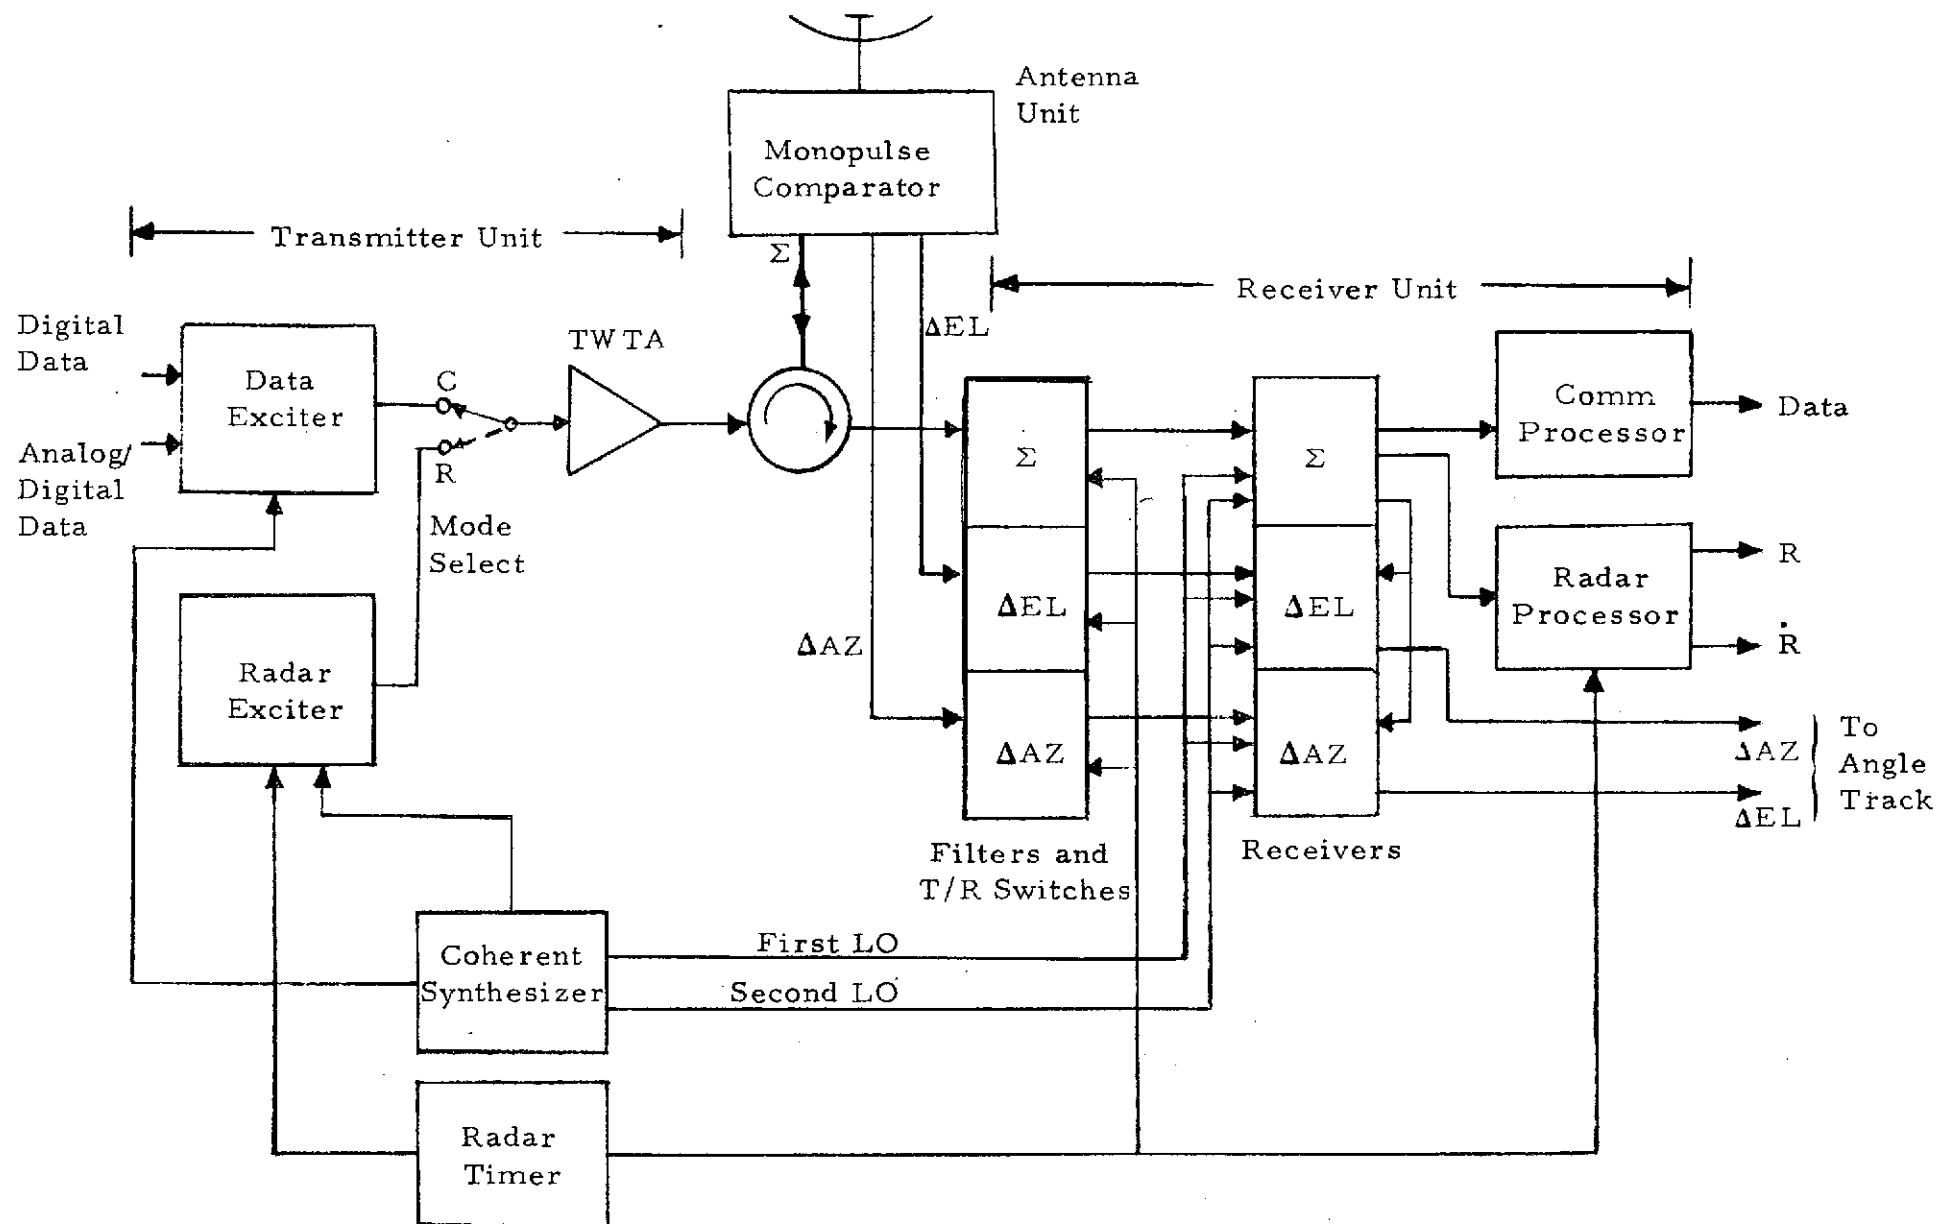 Antenna
Unit
Monopulse
Comparator
Transmitter Unit
Σ
Receiver Unit
Digital
Data
TWTA
ΔEL
Data
Exciter
C
R
Comm
Processor
Data
Analog/
Digital
Data
Σ
Σ
Mode
Select
R
Radar
Processor
Ṙ
ΔEL
ΔEL
ΔAZ
Radar
Exciter
ΔAZ
ΔAZ
ΔAZ
ΔEL
To
Angle
Track
Filters and
T/R Switches
Receivers
Coherent
Synthesizer
First LO
Second LO
Radar
Timer